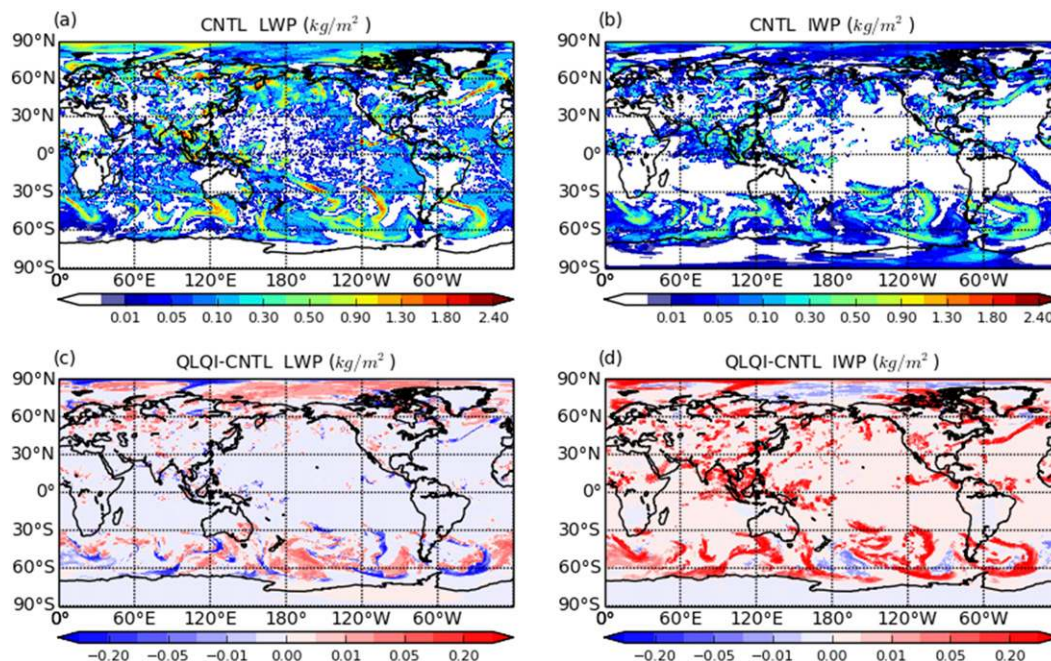 (a) CNTL LWP (kg/m²)
90°N
60°N
30°N
0°
30°S
60°S
90°S
0° 60°E 120°E 180° 120°W 60°W
0.01 0.05 0.10 0.30 0.50 0.90 1.30 1.80 2.40
(b) CNTL IWP (kg/m²)
90°N
60°N
30°N
0°
30°S
60°S
90°S
0° 60°E 120°E 180° 120°W 60°W
0.01 0.05 0.10 0.30 0.50 0.90 1.30 1.80 2.40
(c) QLQI-CNTL LWP (kg/m²)
90°N
60°N
30°N
0°
30°S
60°S
90°S
0° 60°E 120°E 180° 120°W 60°W
−0.20 −0.05 −0.01 0.00 0.01 0.05 0.20
(d) QLQI-CNTL IWP (kg/m²)
90°N
60°N
30°N
0°
30°S
60°S
90°S
0° 60°E 120°E 180° 120°W 60°W
−0.20 −0.05 −0.01 0.00 0.01 0.05 0.20